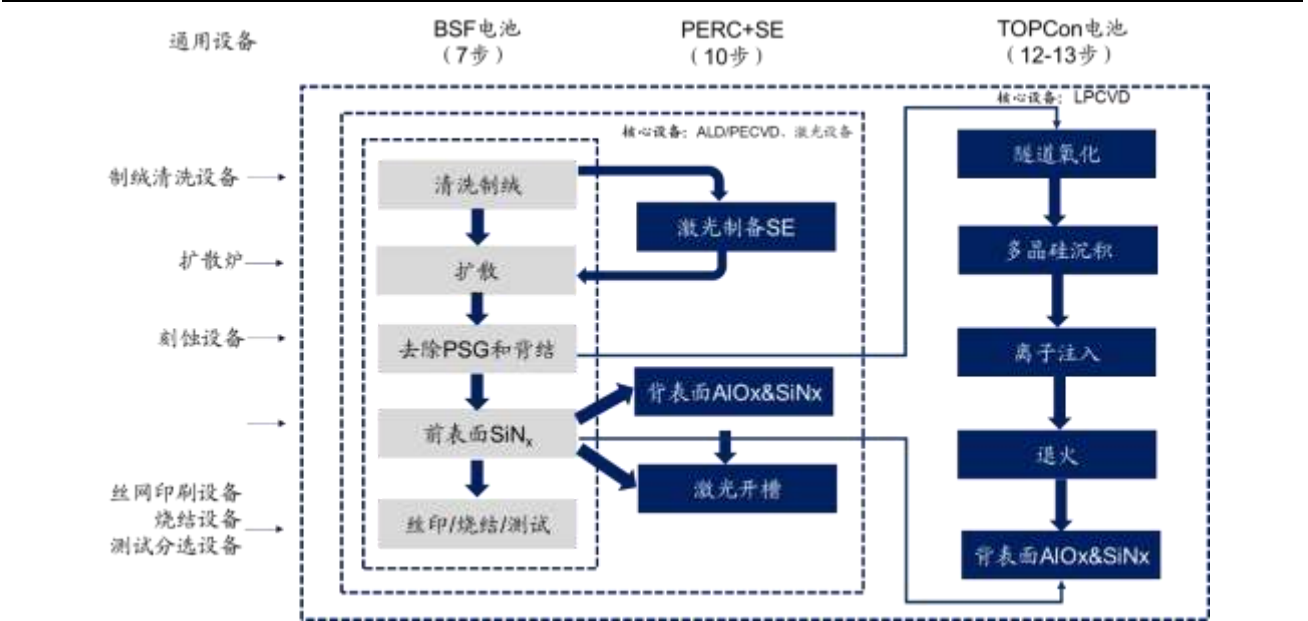 通用设备
BSF电池
（7步）
PERC+SE
（10步）
TOPCon电池
（12-13步）
核心设备：LPCVD
核心设备：ALD/PECVD、激光设备
制绒清洗设备
清洗制绒
隧道氧化
激光制备SE
扩散炉
扩散
多晶硅沉积
刻蚀设备
去除PSG和背结
离子注入
背表面AlOx&SiNx
前表面SiNx
退火
激光开槽
丝网印刷设备
烧结设备
测试分选设备
丝印/烧结/测试
背表面AlOx&SiNx